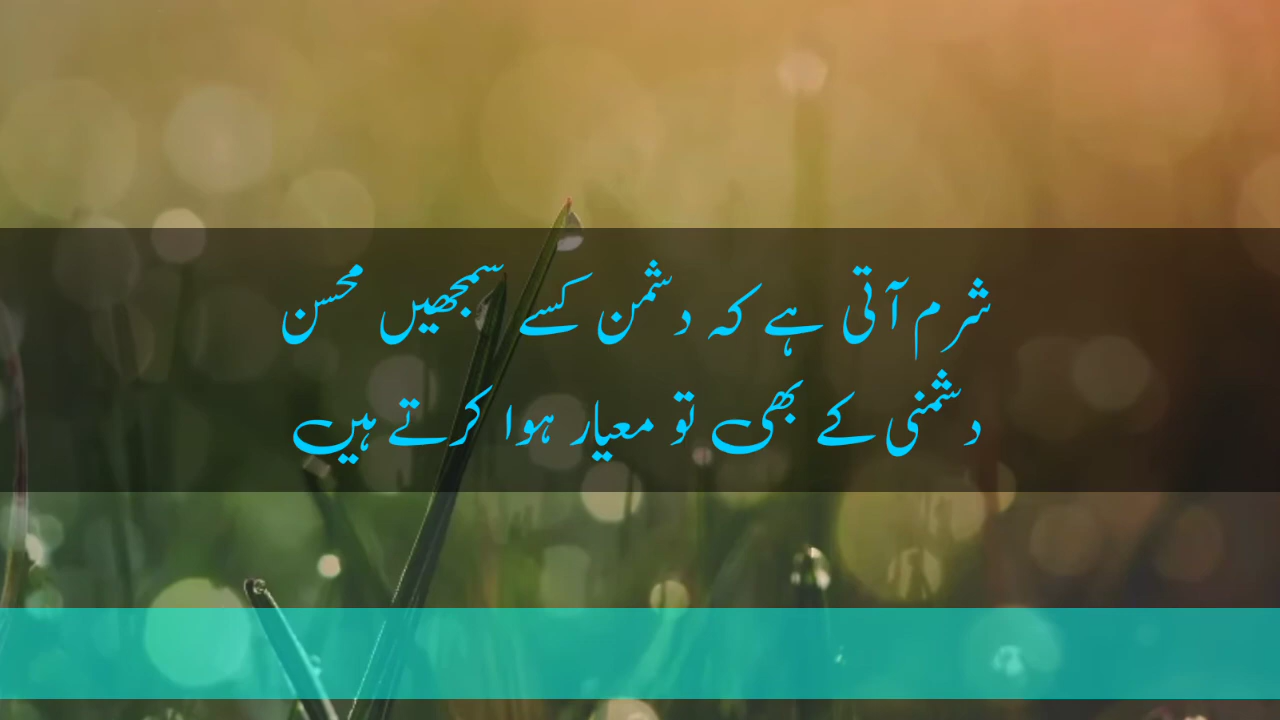 شرم آتی ہے کہ دشمن کسے سمجھیں محسن
دشمنی کے بھی تو معیار ہوا کرتے ہیں